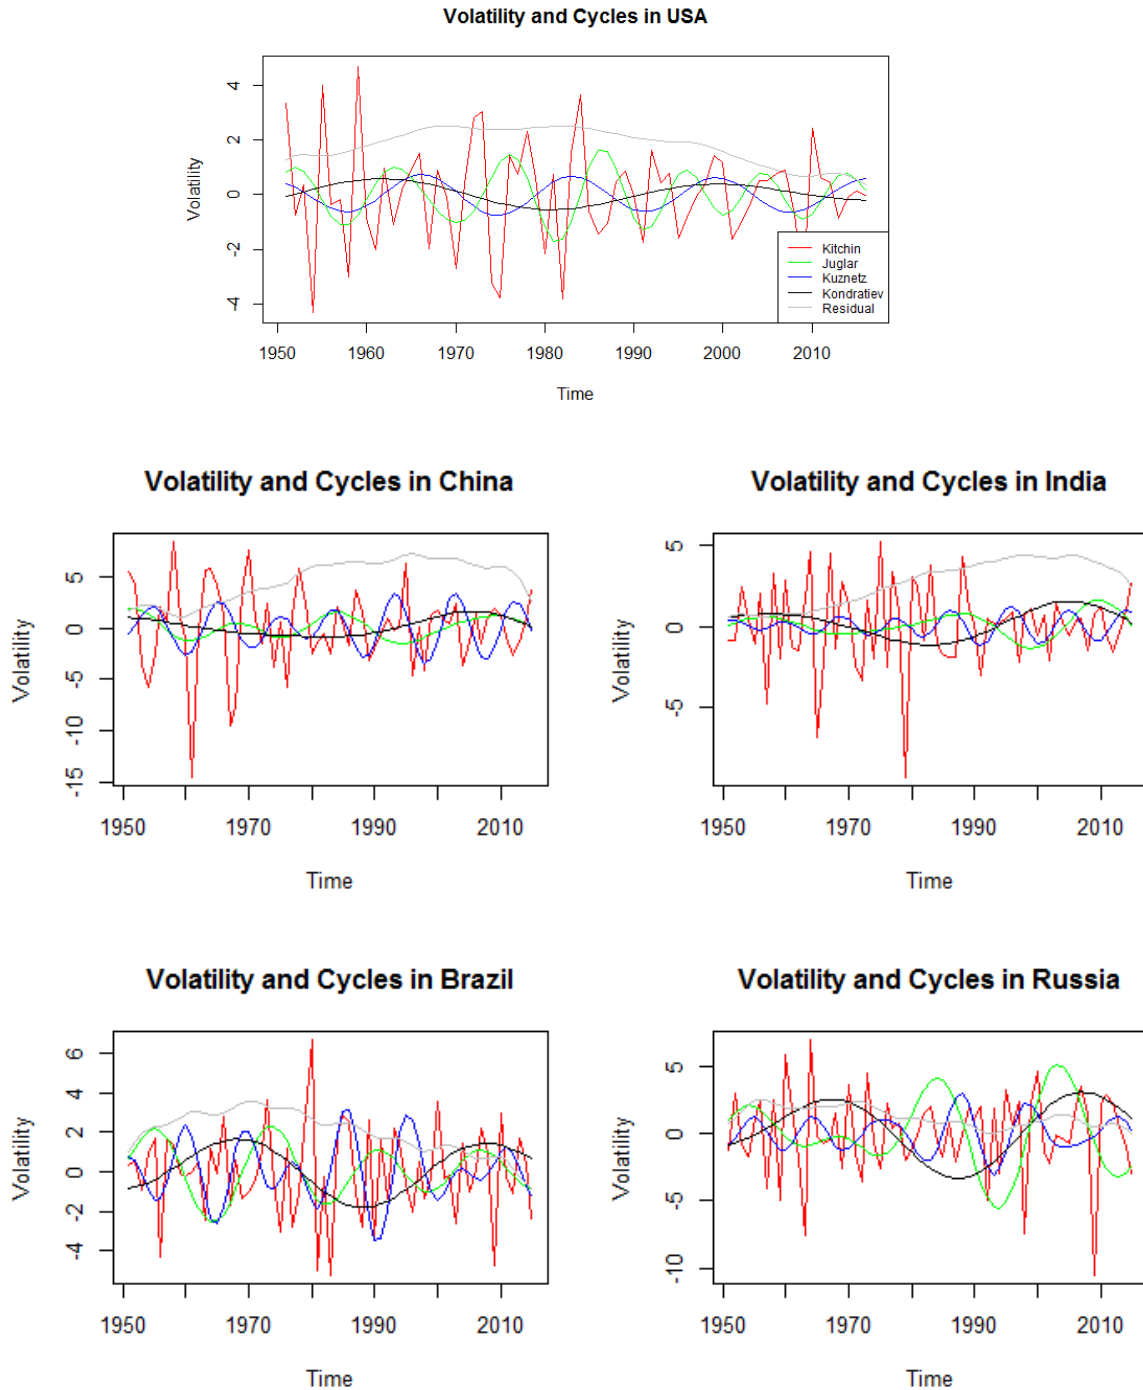 Volatility and Cycles in USA
4
2
0
-2
-4
Volatility
Kitchin
Juglar
Kuznetz
Kondratiev
Residual
1950 1960 1970 1980 1990 2000 2010
Time
Volatility and Cycles in China
5
0
-5
-10
-15
Volatility
1950 1970 1990 2010
Time
Volatility and Cycles in India
5
0
-5
Volatility
1950 1970 1990 2010
Time
Volatility and Cycles in Brazil
6
4
2
0
-2
-4
Volatility
1950 1970 1990 2010
Time
Volatility and Cycles in Russia
5
0
-5
-10
Volatility
1950 1970 1990 2010
Time